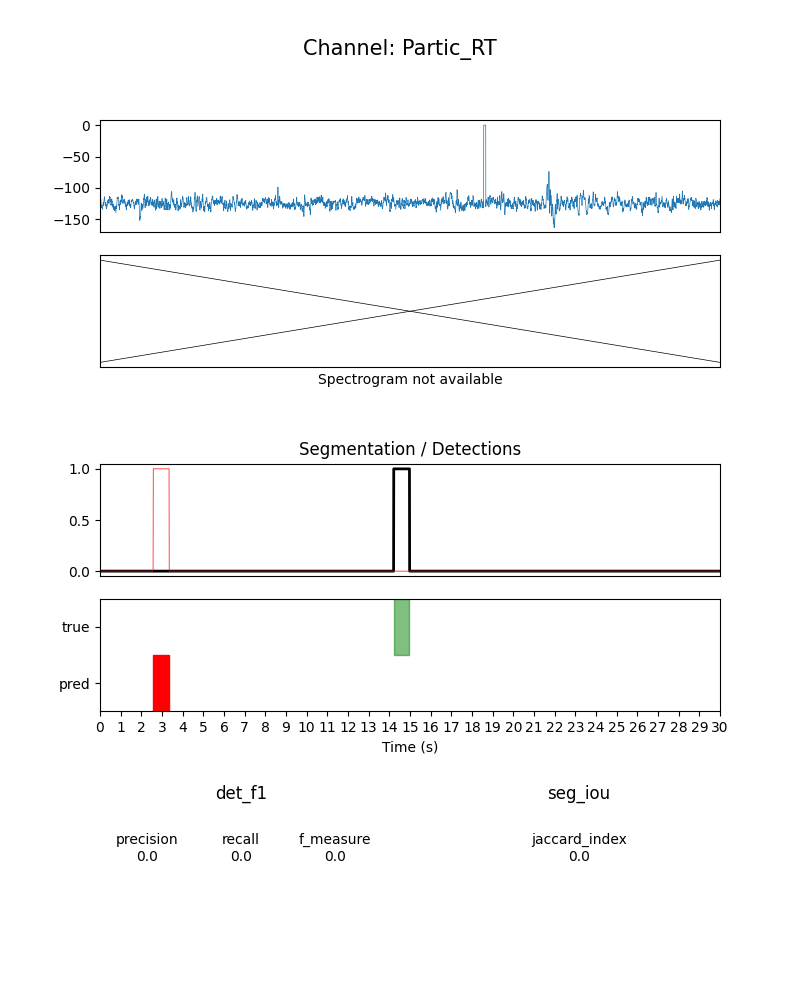 Channel: Partic_RT
0
−50
−100
−150
Spectrogram not available
Segmentation / Detections
1.0
0.5
0.0
true
pred
0 1 2 3 4 5 6 7 8 9 10 11 12 13 14 15 16 17 18 19 20 21 22 23 24 25 26 27 28 29 30
Time (s)
det_f1 seg_iou
precision recall f_measure jaccard_index
0.0 0.0 0.0 0.0